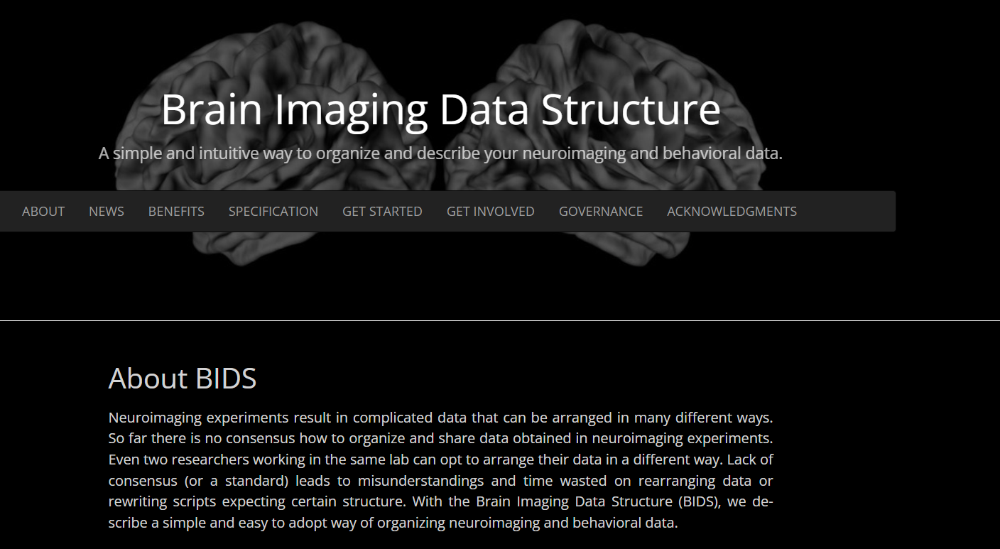 Brain Imaging Data Structure
A simple and intuitive way to organize and describe your neuroimaging and behavioral data.
ABOUT NEWS BENEFITS SPECIFICATION GET STARTED GET INVOLVED GOVERNANCE ACKNOWLEDGMENTS
About BIDS
Neuroimaging experiments result in complicated data that can be arranged in many different ways.
So far there is no consensus how to organize and share data obtained in neuroimaging experiments.
Even two researchers working in the same lab can opt to arrange their data in a different way. Lack of
consensus (or a standard) leads to misunderstandings and time wasted on rearranging data or
rewriting scripts expecting certain structure. With the Brain Imaging Data Structure (BIDS), we de-
scribe a simple and easy to adopt way of organizing neuroimaging and behavioral data.